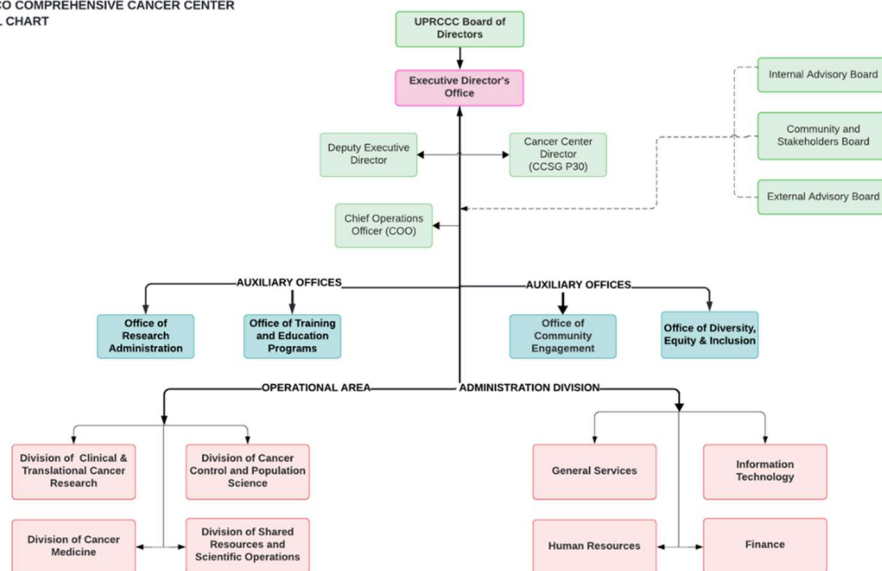 CO COMPREHENSIVE CANCER CENTER
L CHART
UPRCCC Board of
Directors
Executive Director's
Office
Internal Advisory Board
Deputy Executive
Director
Cancer Center
Director
(CCSG P30)
Community and
Stakeholders Board
External Advisory Board
Chief Operations
Officer (COO)
AUXILIARY OFFICES
AUXILIARY OFFICES
Office of
Research
Administration
Office of Training
and Education
Programs
Office of
Community
Engagement
Office of Diversity,
Equity & Inclusion
OPERATIONAL AREA
ADMINISTRATION DIVISION
Division of Clinical &
Translational Cancer
Research
Division of Cancer
Control and Population
Science
General Services
Information
Technology
Division of Cancer
Medicine
Division of Shared
Resources and
Scientific Operations
Human Resources
Finance